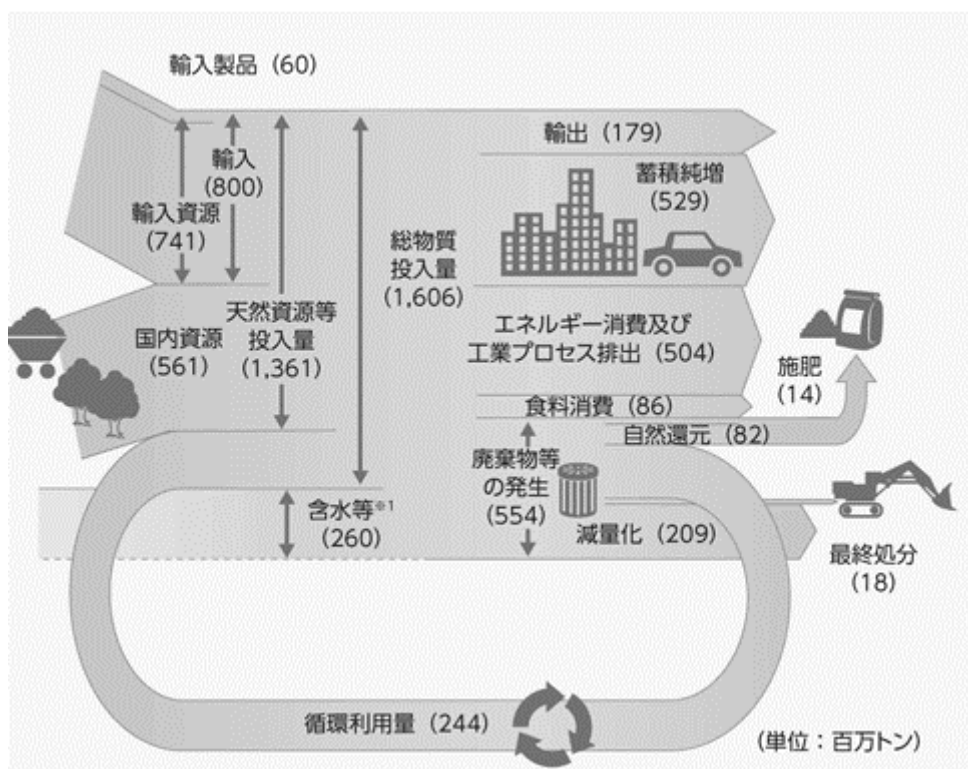 輸入製品（60）
輸出（179）
輸入
（800）
蓄積純増
（529）
輸入資源
（741）
総物質
投入量
（1,606）
国内資源
（561）
天然資源等
投入量
（1,361）
エネルギー消費及び
工業プロセス排出（504）
施肥
（14）
食料消費（86）
自然還元（82）
廃棄物等
の発生
（554）
含水等※1
（260）
減量化（209）
最終処分
（18）
循環利用量（244）
（単位：百万トン）